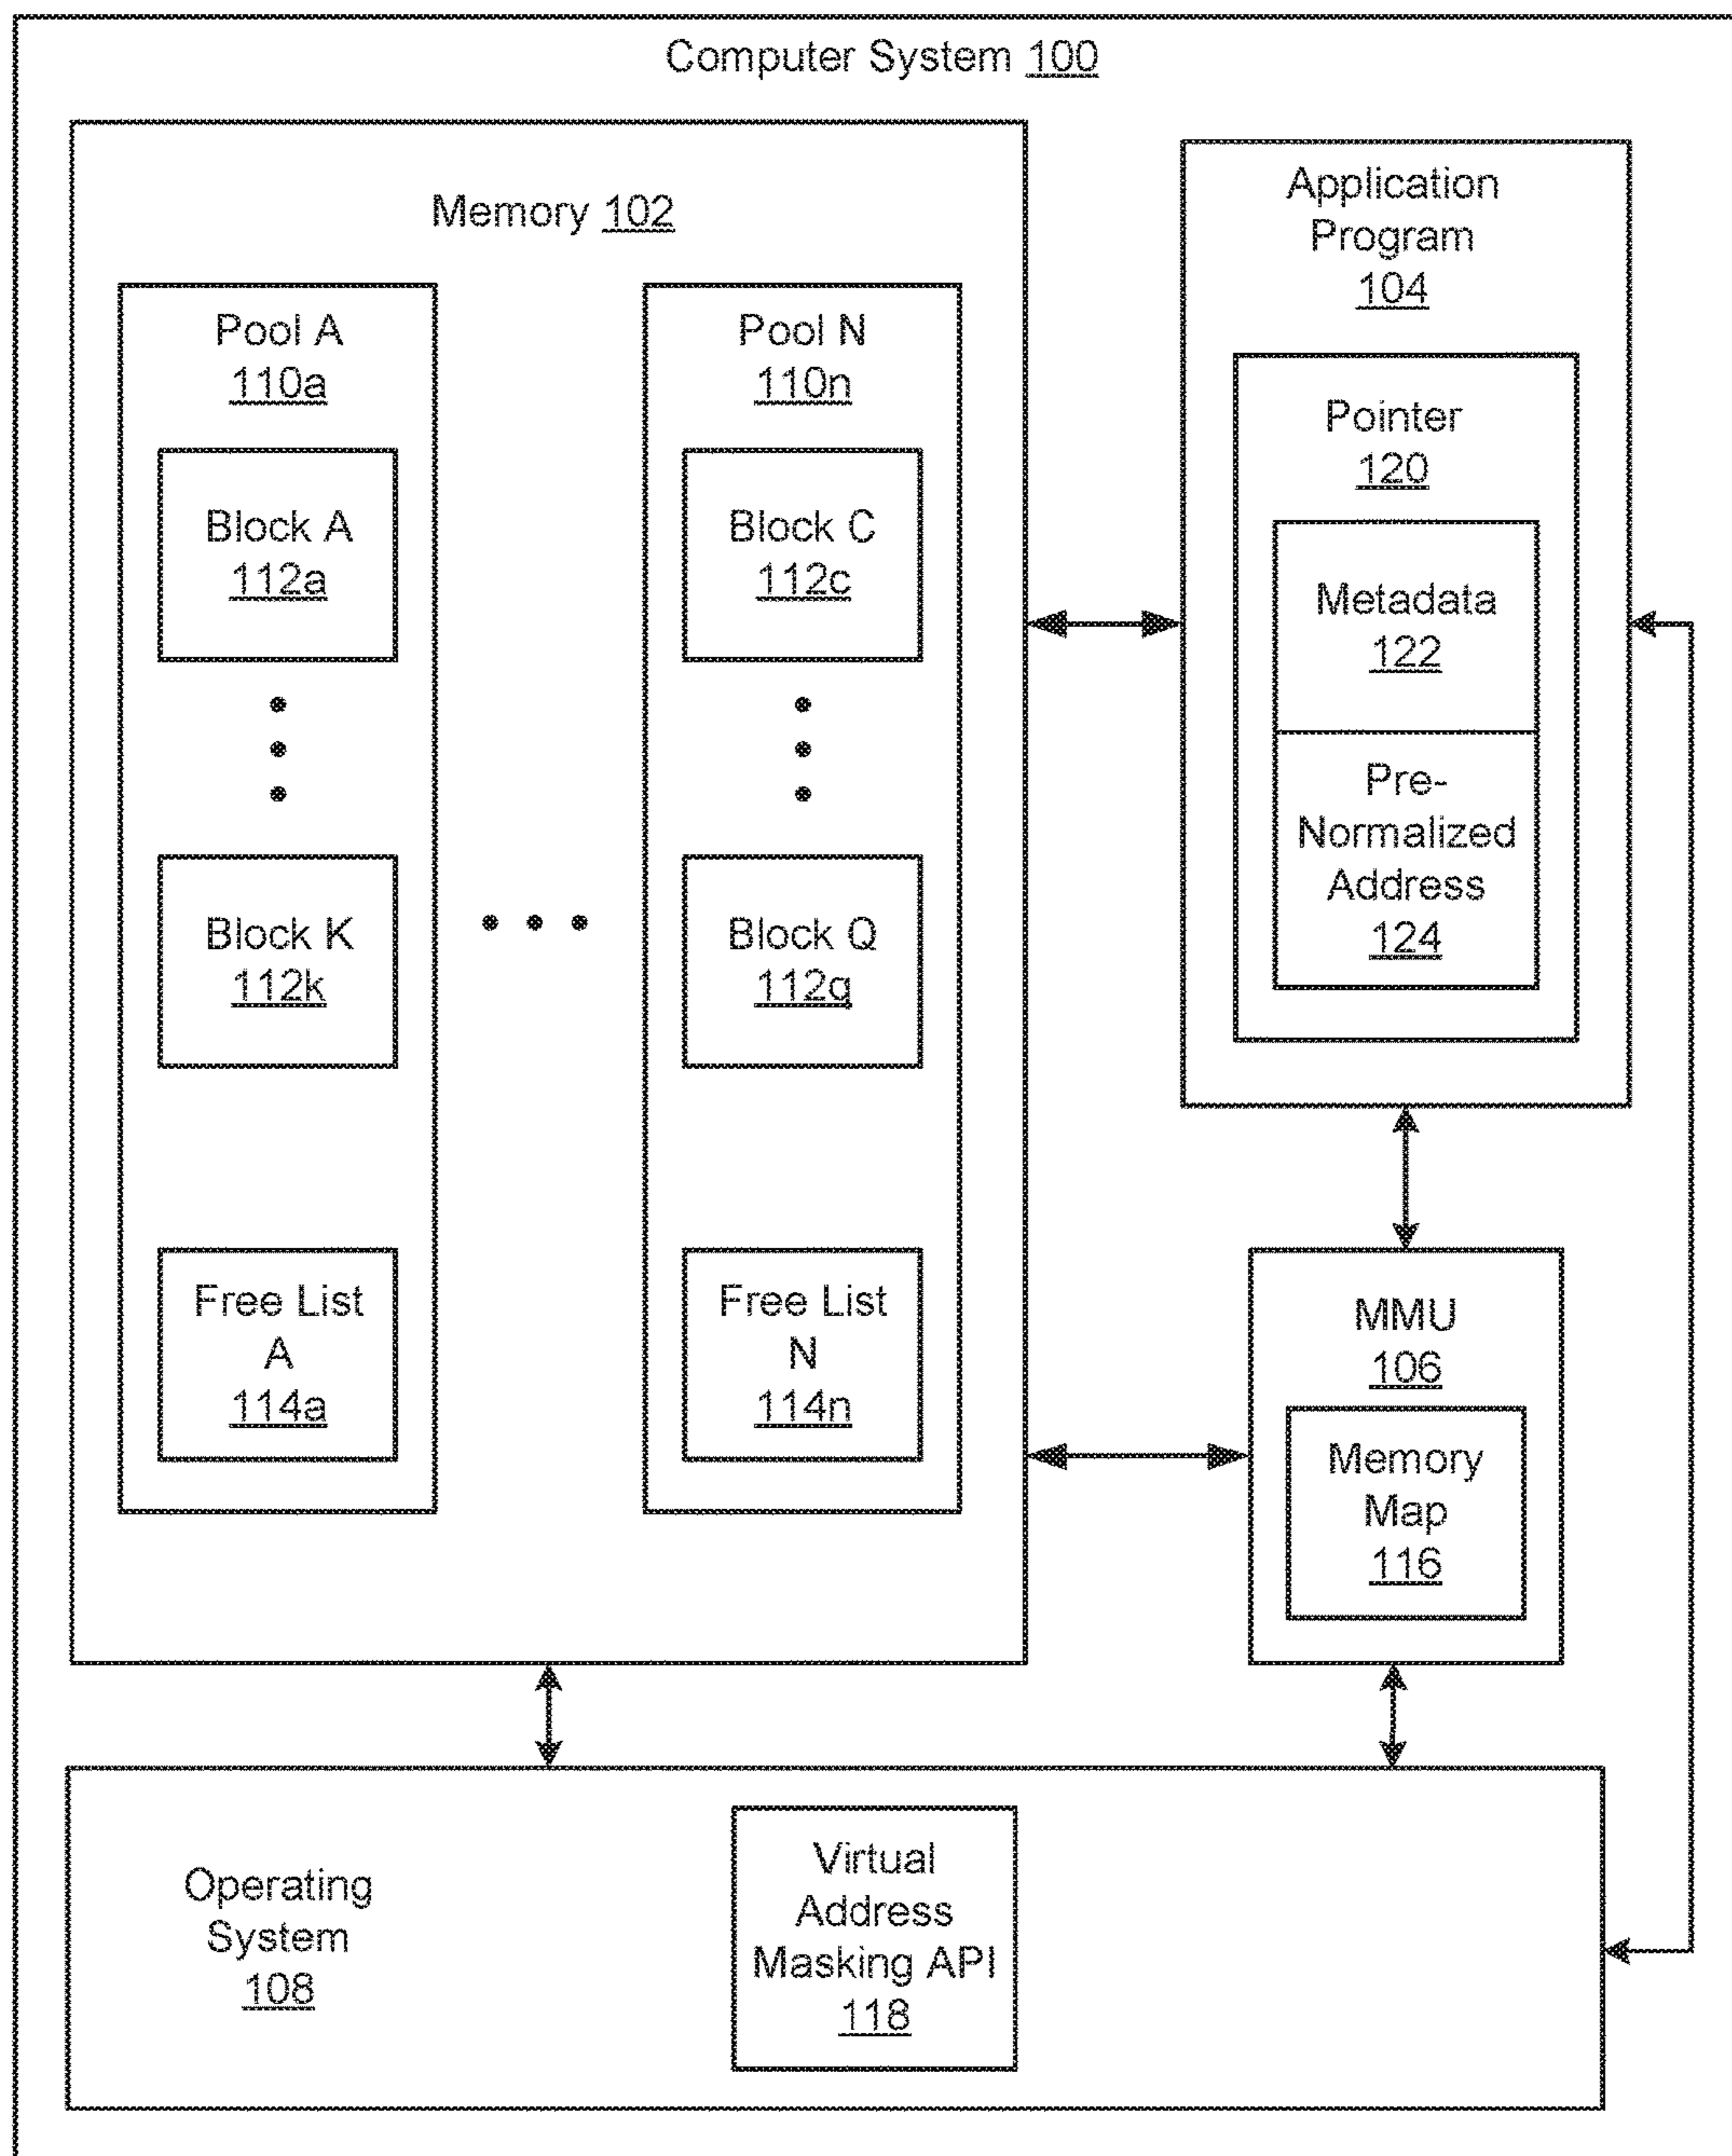 Computer System 100
Memory 102
Pool A
110a
Block A
112a
Block K
112k
Free List
A
114a
Pool N
110n
Block C
112c
Block Q
112q
Free List
N
114n
Application
Program
104
Pointer
120
Metadata
122
Pre-
Normalized
Address
124
MMU
106
Memory
Map
116
Operating
System
108
Virtual
Address
Masking API
118